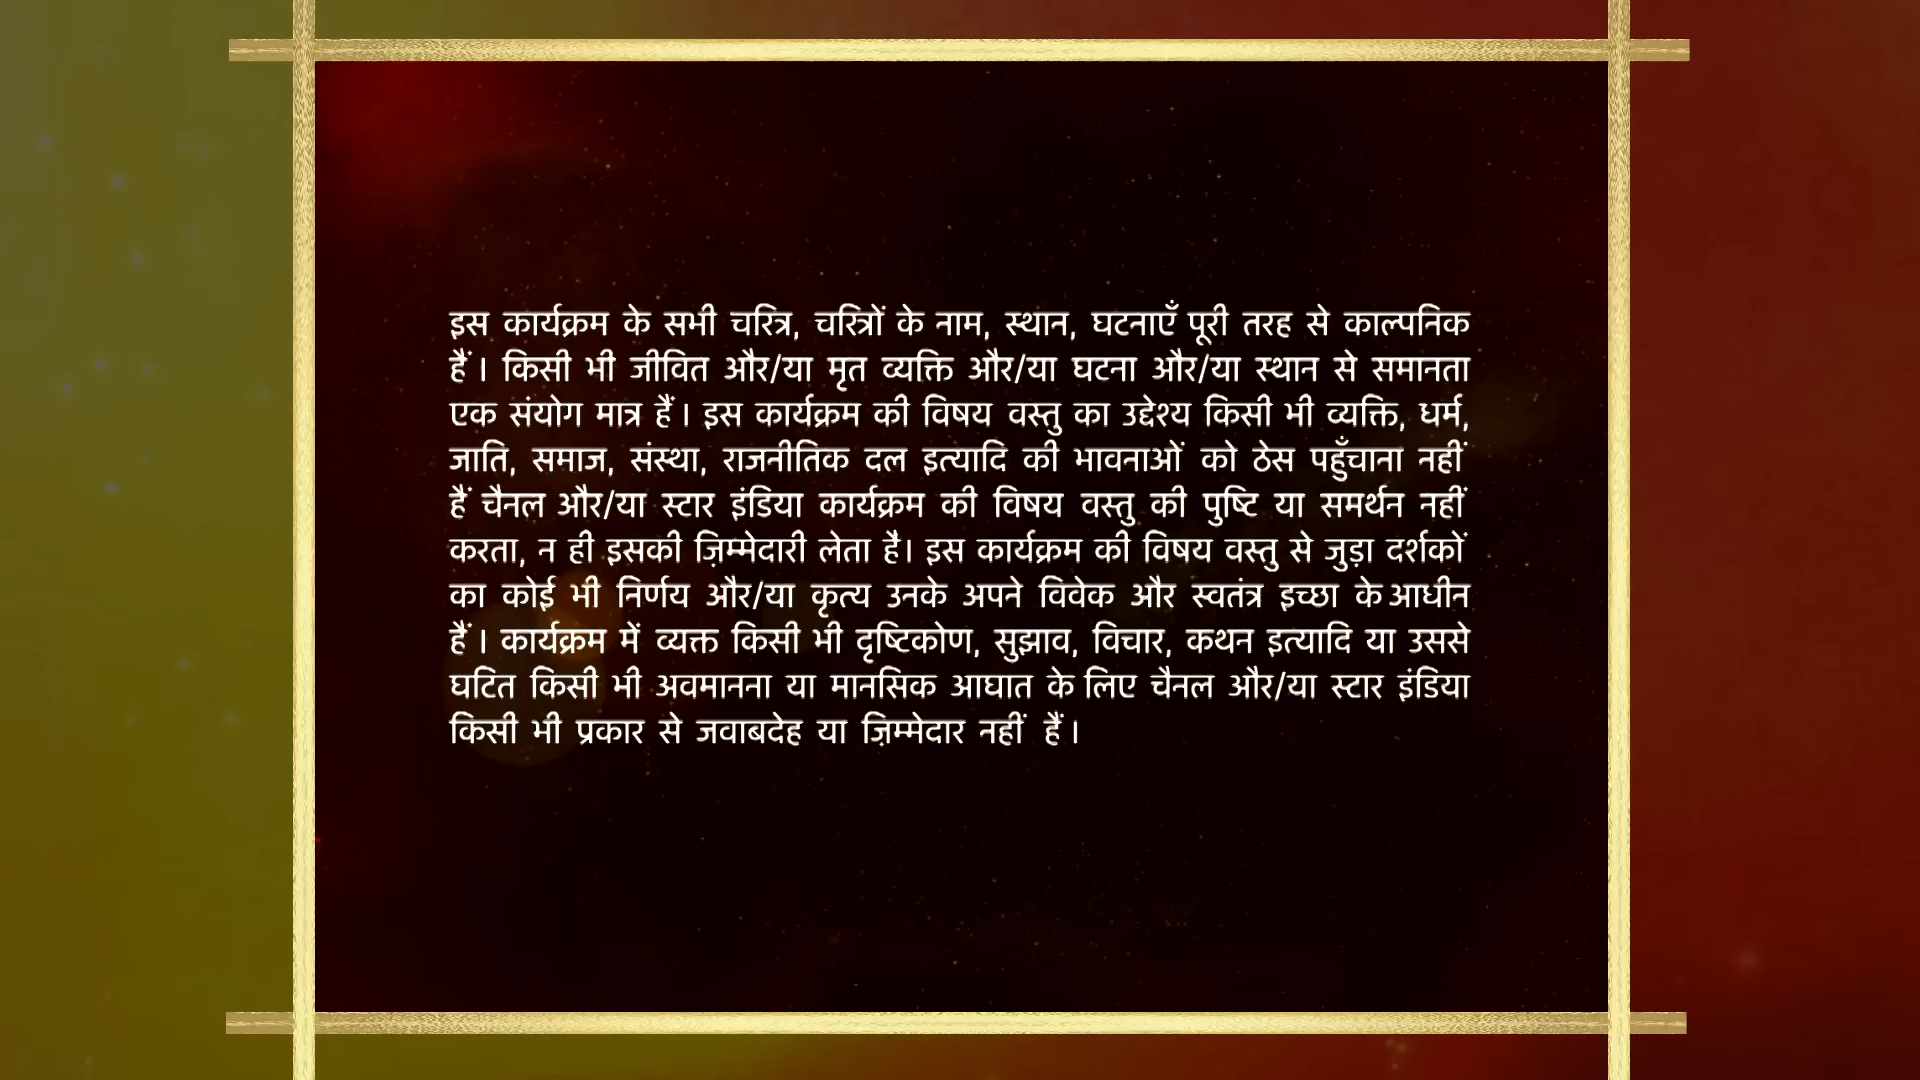 इस कार्यक्रम के सभी चरित्र, चरित्रों के नाम, स्थान, घटनाएँ पूरी तरह से काल्पनिक
हैं । किसी भी जीवित और/या मृत व्यक्ति और/या घटना और/या स्थान से समानता
एक संयोग मात्र हैं । इस कार्यक्रम की विषय वस्तु का उद्देश्य किसी भी व्यक्ति, धर्म,
जाति, समाज, संस्था, राजनीतिक दल इत्यादि की भावनाओं को ठेस पहुँचाना नहीं
हैं चैनल और/या स्टार इंडिया कार्यक्रम की विषय वस्तु की पुष्टि या समर्थन नहीं
करता, न ही इसकी ज़िम्मेदारी लेता है। इस कार्यक्रम की विषय वस्तु से जुड़ा दर्शकों
का कोई भी निर्णय और/या कृत्य उनके अपने विवेक और स्वतंत्र इच्छा के आधीन
हैं । कार्यक्रम में व्यक्त किसी भी दृष्टिकोण, सुझाव, विचार, कथन इत्यादि या उससे
घटित किसी भी अवमानना या मानसिक आघात के लिए चैनल और/या स्टार इंडिया
किसी भी प्रकार से जवाबदेह या ज़िम्मेदार नहीं हैं ।